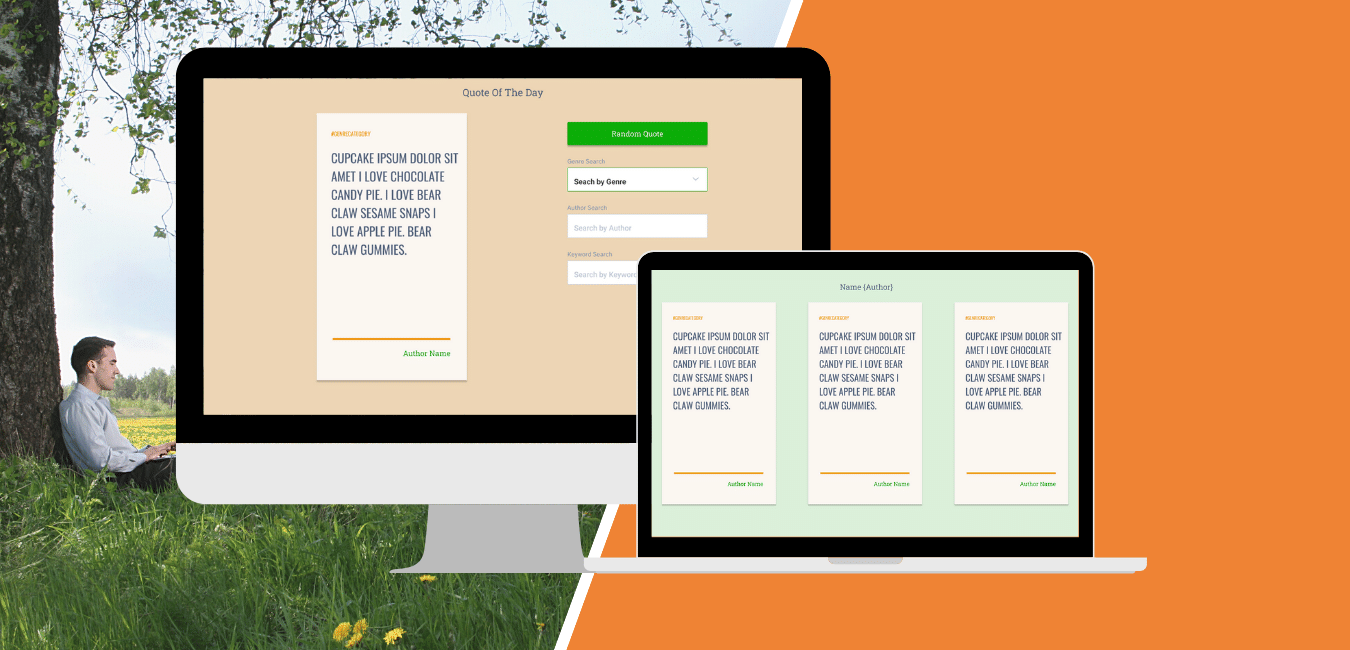 Quote Of The Day
CUPCAKE IPSUM DOLOR SIT
AMET I LOVE CHOCOLATE
CANDY PIE. I LOVE BEAR
CLAW SESAME SNAPS I
LOVE APPLE PIE. BEAR
CLAW GUMMIES.
Author Name
Random Quote
Genre Search
Seach by Genre
Author Search
Search by Author
Keyword Search
Search by Keyword
Name {Author}
CUPCAKE IPSUM DOLOR SIT
AMET I LOVE CHOCOLATE
CANDY PIE. I LOVE BEAR
CLAW SESAME SNAPS I
LOVE APPLE PIE. BEAR
CLAW GUMMIES.
Author Name
CUPCAKE IPSUM DOLOR SIT
AMET I LOVE CHOCOLATE
CANDY PIE. I LOVE BEAR
CLAW SESAME SNAPS I
LOVE APPLE PIE. BEAR
CLAW GUMMIES.
Author Name
CUPCAKE IPSUM DOLOR SIT
AMET I LOVE CHOCOLATE
CANDY PIE. I LOVE BEAR
CLAW SESAME SNAPS I
LOVE APPLE PIE. BEAR
CLAW GUMMIES.
Author Name